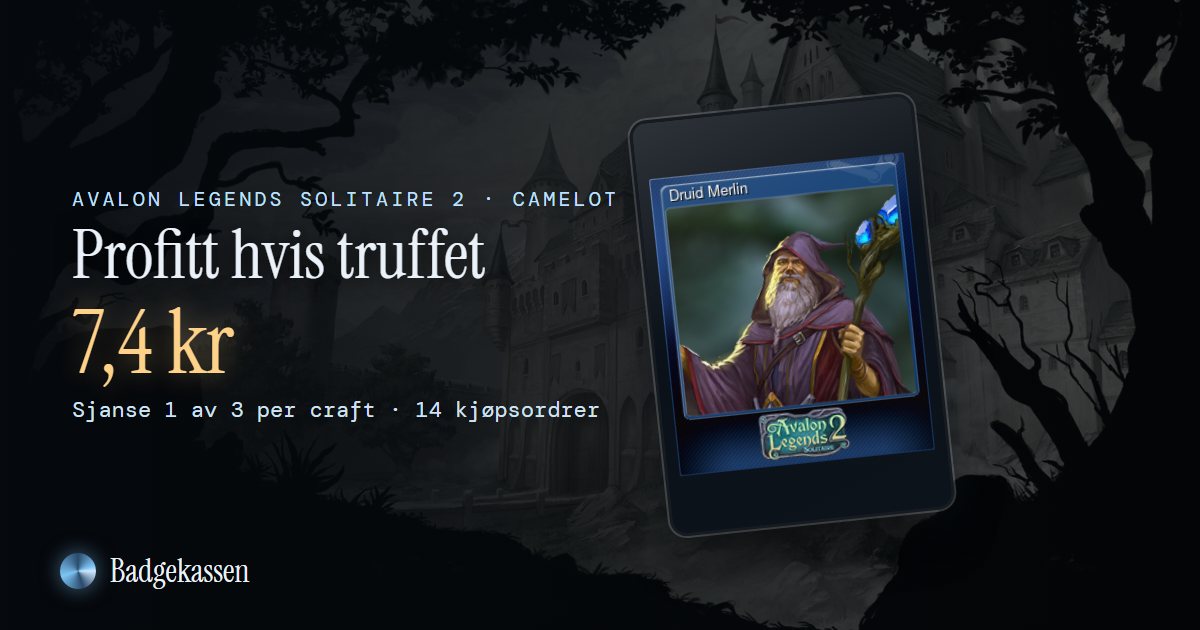 AVALON LEGENDS SOLITAIRE 2 · CAMELOT
Profitt hvis truffet
7,4 kr
Sjanse 1 av 3 per craft · 14 kjøpsordrer
Druid Merlin
Avalon
Legends 2
SOLITAIRE
Badgekassen